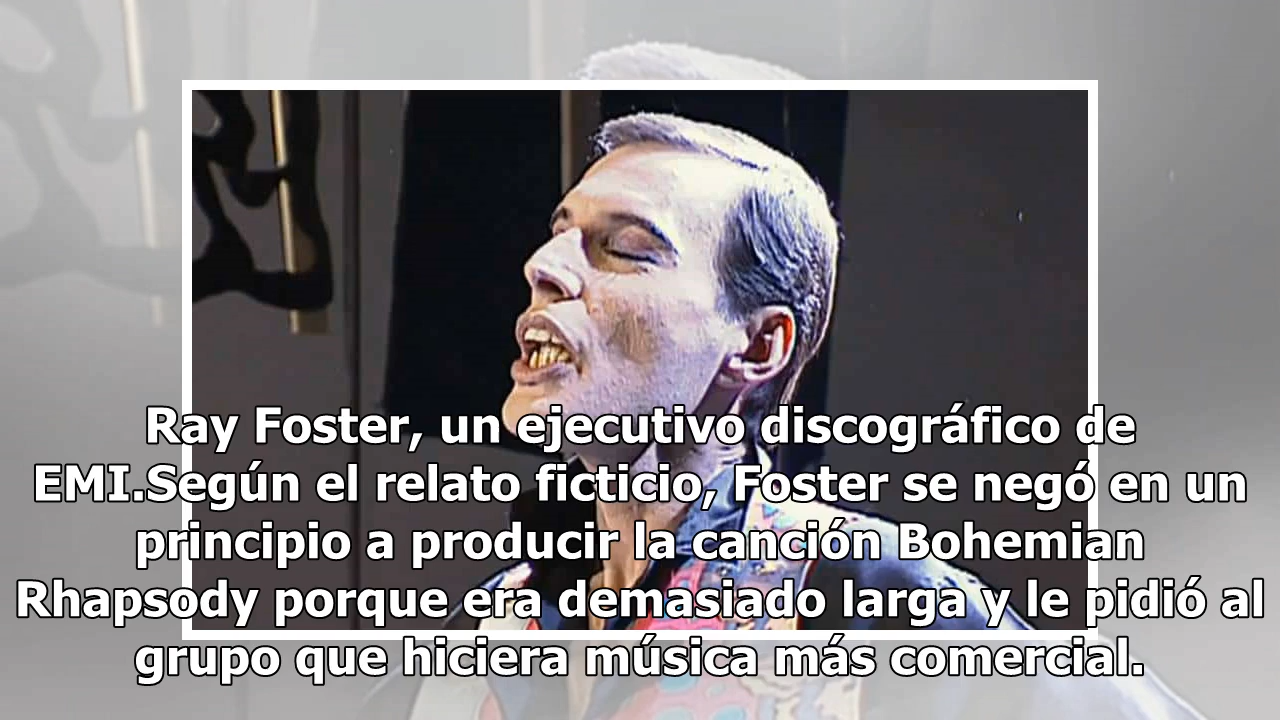 Ray Foster, un ejecutivo discográfico de
EMI.Según el relato ficticio, Foster se negó en un
principio a producir la canción Bohemian
Rhapsody porque era demasiado larga y le pidió al
grupo que hiciera música más comercial.